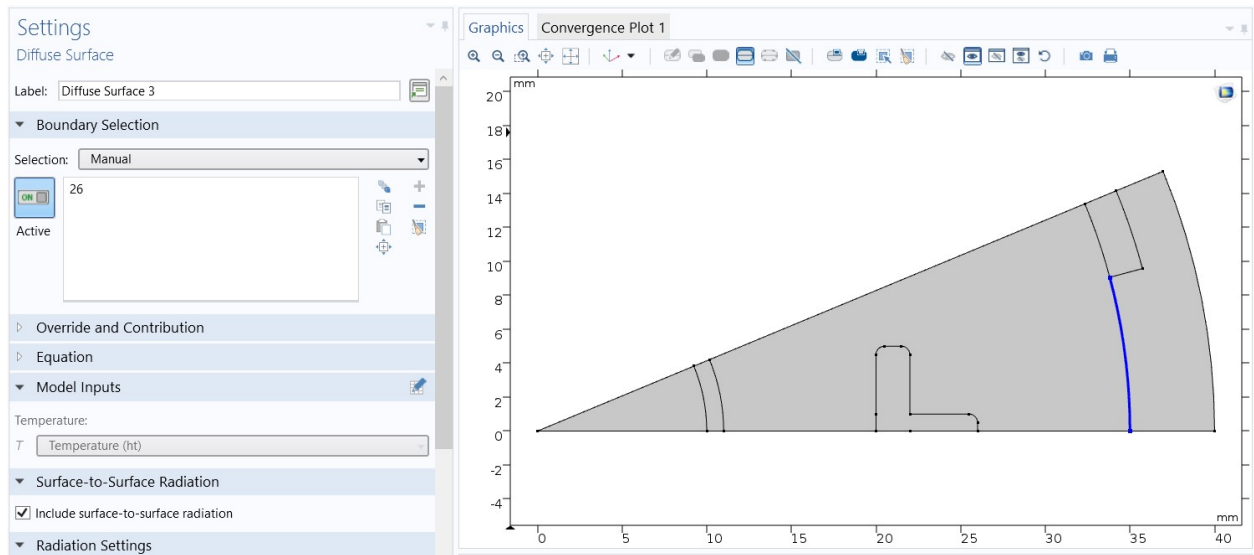 Settings
Diffuse Surface
Label: Diffuse Surface 3
Boundary Selection
Selection: Manual
ON
Active
26
Override and Contribution
Equation
Model Inputs
Temperature:
T Temperature (ht)
Surface-to-Surface Radiation
Include surface-to-surface radiation
Radiation Settings
Graphics Convergence Plot 1
mm
20
18
16
14
12
10
8
6
4
2
0
-2
-4
mm
0 5 10 15 20 25 30 35 40